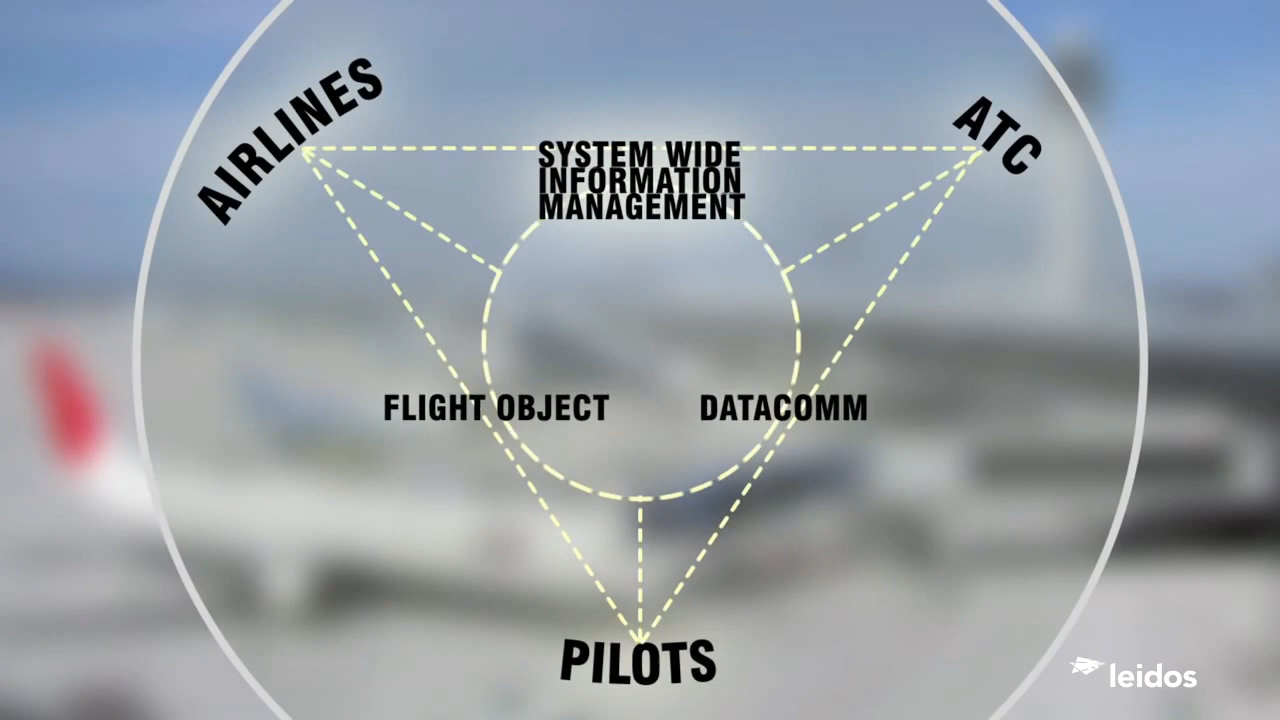 AIRLINES
ATC
SYSTEM WIDE
INFORMATION
MANAGEMENT
FLIGHT OBJECT
DATACOMM
PILOTS
leidos